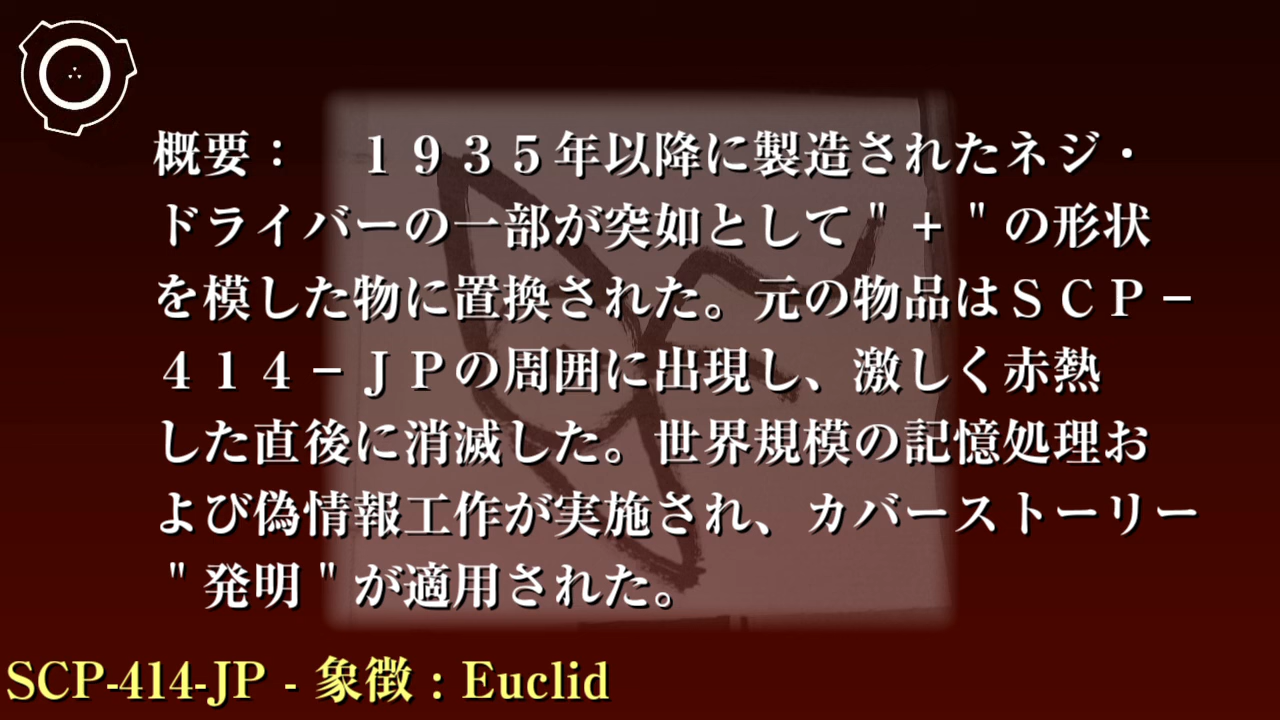 概要：　１９３５年以降に製造されたネジ・
ドライバーの一部が突如として＂＋＂の形状
を模した物に置換された。元の物品はＳＣＰ－
４１４－ＪＰの周囲に出現し、激しく赤熱
した直後に消滅した。世界規模の記憶処理お
よび偽情報工作が実施され、カバーストーリー
＂発明＂が適用された。
SCP-414-JP - 象徴：Euclid